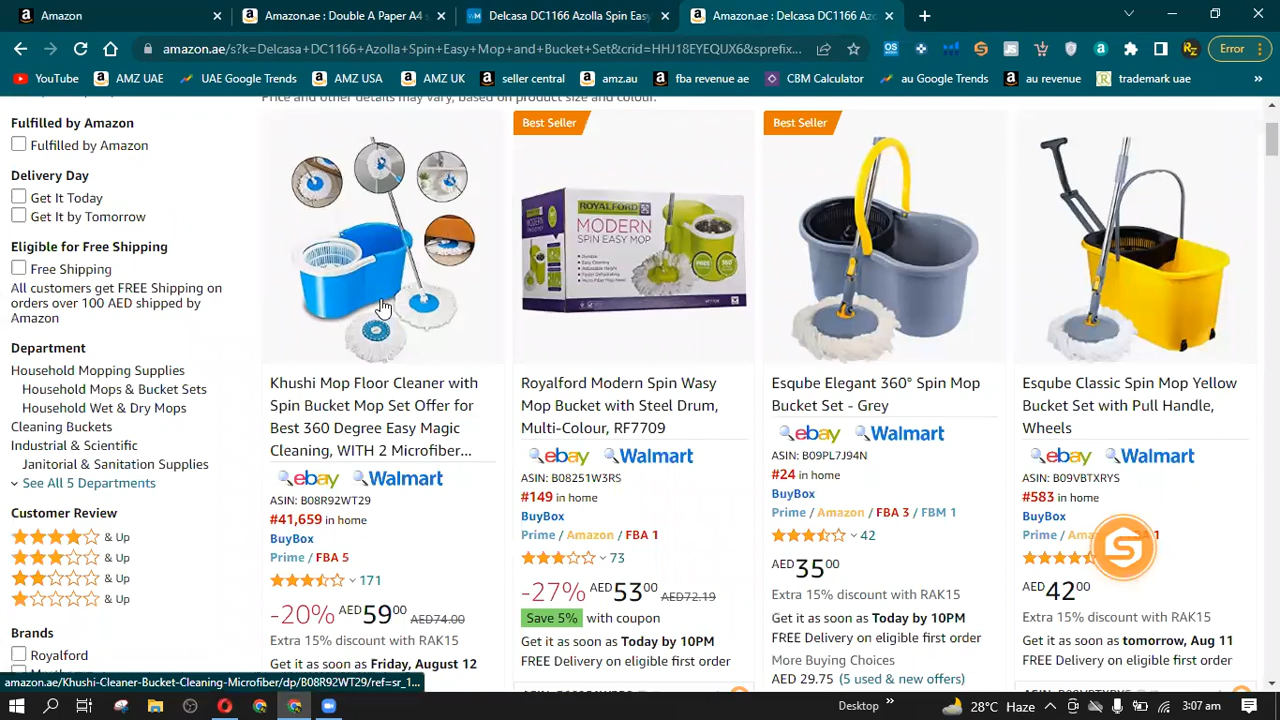 Amazon
Amazon.ae : Double A Paper A4 s
Delcasa DC1166 Azolla Spin Easy
Amazon.ae : Delcasa DC1166 Azo
amazon.ae/s?k=Delcasa+DC1166+Azolla+Spin+Easy+Mop+and+Bucket+Set&crid=HHJ18EYEQUX6&sprefix...
Error
YouTube
AMZ UAE
UAE Google Trends
AMZ USA
AMZ UK
seller central
amz.au
fba revenue ae
CBM Calculator
au Google Trends
au revenue
trademark uae
Price and other details may vary, based on product size and colour.
Fulfilled by Amazon
Fulfilled by Amazon
Delivery Day
Get It Today
Get It by Tomorrow
Eligible for Free Shipping
Free Shipping
All customers get FREE Shipping on
orders over 100 AED shipped by
Amazon
Department
Household Mopping Supplies
Household Mops & Bucket Sets
Household Wet & Dry Mops
Cleaning Buckets
Industrial & Scientific
Janitorial & Sanitation Supplies
See All 5 Departments
Customer Review
& Up
& Up
& Up
& Up
Brands
Royalford
Khushi Mop Floor Cleaner with
Spin Bucket Mop Set Offer for
Best 360 Degree Easy Magic
Cleaning, WITH 2 Microfiber...
ebay Walmart
ASIN: B08R92WT29
#41,659 in home
BuyBox
Prime / FBA 5
171
-20% AED 59 00 AED74.00
Extra 15% discount with RAK15
Get it as soon as Friday, August 12
Best Seller
ROYALFORD
MODERN
SPIN EASY MOP
FREE
360
Royalford Modern Spin Wasy
Mop Bucket with Steel Drum,
Multi-Colour, RF7709
ebay Walmart
ASIN: B08251W3RS
#149 in home
BuyBox
Prime / Amazon / FBA 1
73
-27% AED 53 00 AED72.19
Save 5% with coupon
Get it as soon as Today by 10PM
FREE Delivery on eligible first order
Best Seller
Esqube Elegant 360° Spin Mop
Bucket Set - Grey
ebay Walmart
ASIN: B09PL7J94N
#24 in home
BuyBox
Prime / Amazon / FBA 3 / FBM 1
42
AED 35 00
Extra 15% discount with RAK15
Get it as soon as Today by 10PM
FREE Delivery on eligible first order
More Buying Choices
AED 29.75 (5 used & new offers)
Esqube Classic Spin Mop Yellow
Bucket Set with Pull Handle,
Wheels
ebay Walmart
ASIN: B09VBTXRYS
#583 in home
BuyBox
Prime /
AED 42 00
Extra 15% discount with RAK15
Get it as soon as tomorrow, Aug 11
FREE Delivery on eligible first order
amazon.ae/Khushi-Cleaner-Bucket-Cleaning-Microfiber/dp/B08R92WT29/ref=sr_1...
Desktop
28°C Haze
3:07 am